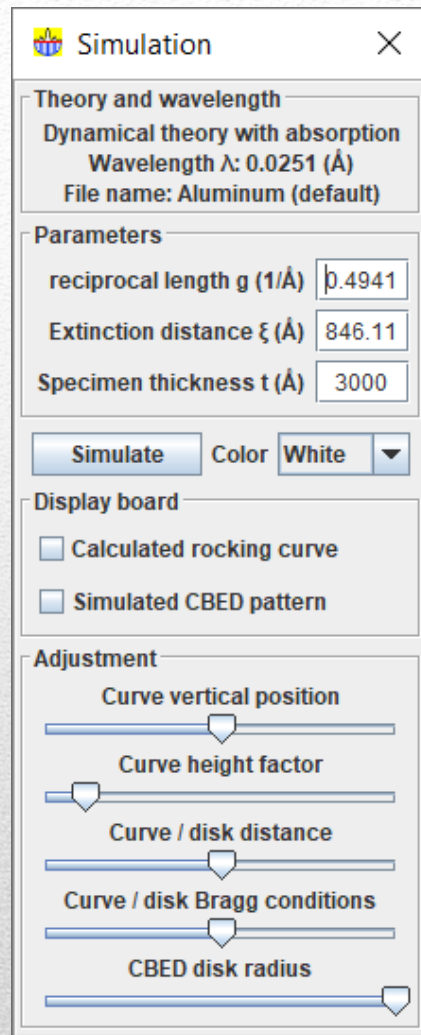 Simulation
Theory and wavelength
Dynamical theory with absorption
Wavelength λ: 0.0251 (Å)
File name: Aluminum (default)
Parameters
reciprocal length g (1/Å) 0.4941
Extinction distance ξ (Å) 846.11
Specimen thickness t (Å) 3000
Simulate Color White
Display board
Calculated rocking curve
Simulated CBED pattern
Adjustment
Curve vertical position
Curve height factor
Curve / disk distance
Curve / disk Bragg conditions
CBED disk radius